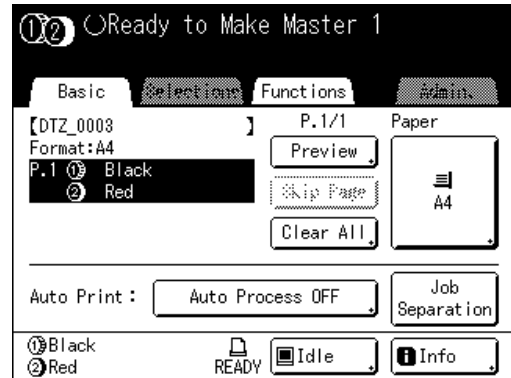 ①② Ready to Make Master 1
Basic Selections Functions Admin.
【DTZ_0003 】 P.1/1 Paper
Format:A4
Preview
P.1 ① Black
② Red
Skip Page
A4
Clear All
Auto Print: Auto Process OFF Job Separation
①Black
②Red
READY Idle Info